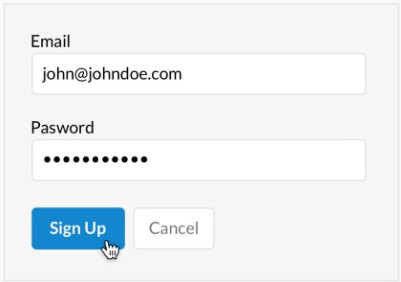 Email
john@johndoe.com
Pasword
•••••••••••
Sign Up Cancel